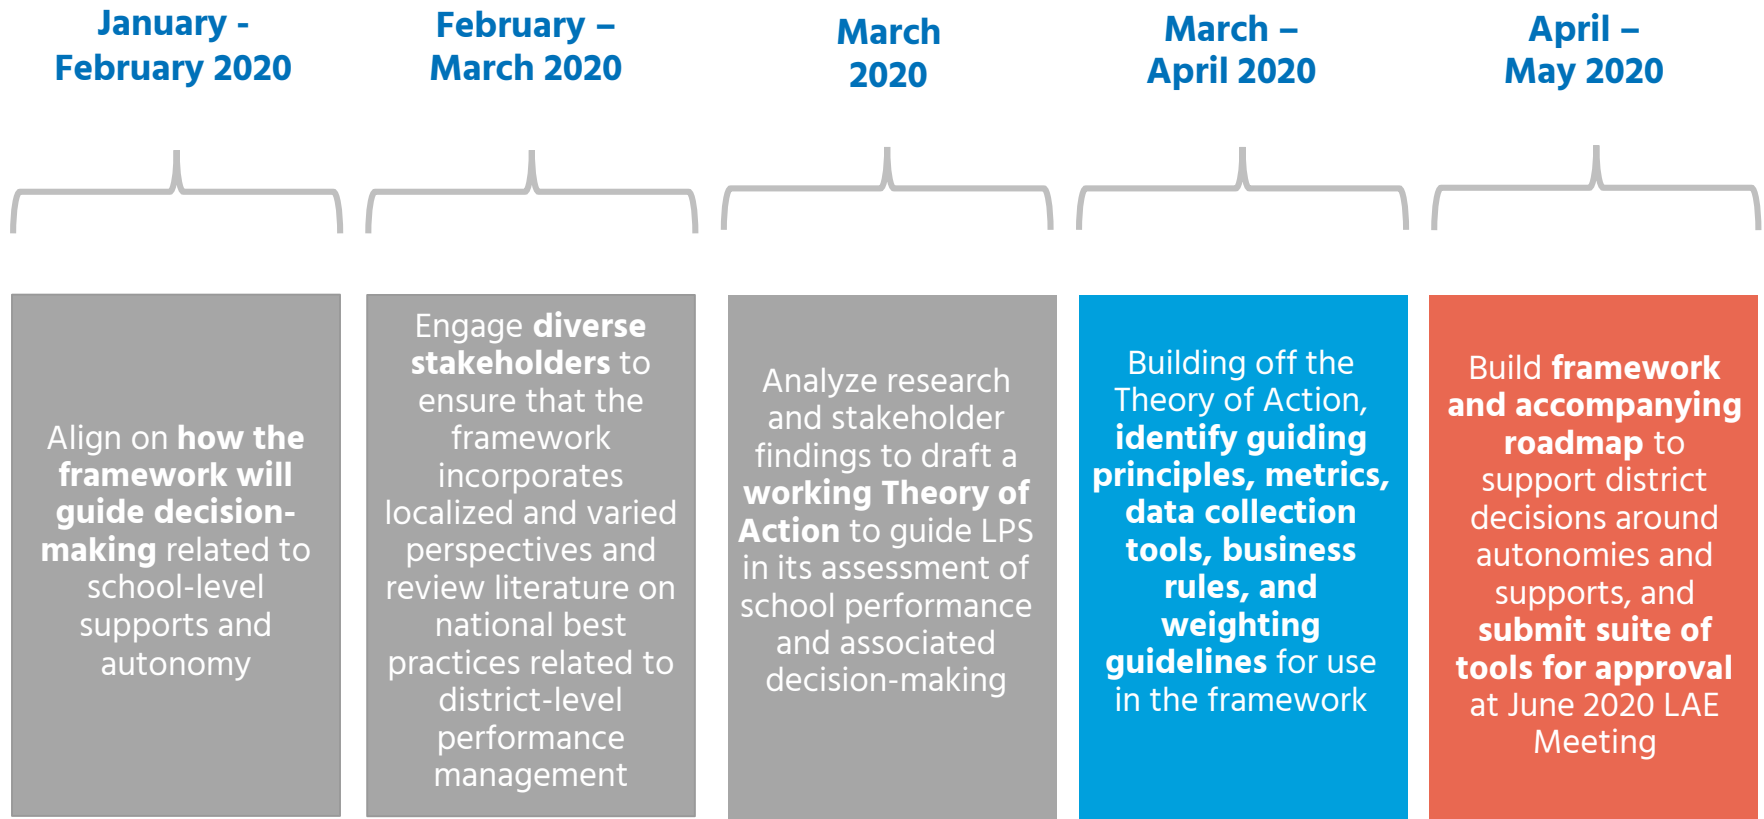 January -
February 2020
February –
March 2020
March
2020
March –
April 2020
April –
May 2020
Align on how the
framework will
guide decision-
making related to
school-level
supports and
autonomy
Engage diverse
stakeholders to
ensure that the
framework
incorporates
localized and varied
perspectives and
review literature on
national best
practices related to
district-level
performance
management
Analyze research
and stakeholder
findings to draft a
working Theory of
Action to guide LPS
in its assessment of
school performance
and associated
decision-making
Building off the
Theory of Action,
identify guiding
principles, metrics,
data collection
tools, business
rules, and
weighting
guidelines for use
in the framework
Build framework
and accompanying
roadmap to
support district
decisions around
autonomies and
supports, and
submit suite of
tools for approval
at June 2020 LAE
Meeting